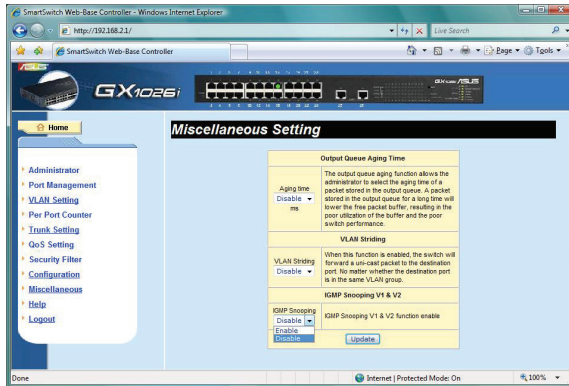 SmartSwitch Web-Base Controller - Windows Internet Explorer
http://192.168.2.1/
Live Search
SmartSwitch Web-Base Controller
Page
Tools
GX1026i
ASUS
Home
Miscellaneous Setting
Administrator
Port Management
VLAN Setting
Per Port Counter
Trunk Setting
QoS Setting
Security Filter
Configuration
Miscellaneous
Help
Logout
Output Queue Aging Time
Aging time
Disable
ms
The output queue aging function allows the
administrator to select the aging time of a
packet stored in the output queue. A packet
stored in the output queue for a long time will
lower the free packet buffer, resulting in the
poor utilization of the buffer and the poor
switch performance.
VLAN Striding
VLAN Striding
Disable
When this function is enabled, the switch will
forward a uni-cast packet to the destination
port. No matter whether the destination port
is in the same VLAN group.
IGMP Snooping V1 & V2
IGMP Snooping
Disable
Enable
Disable
IGMP Snooping V1 & V2 function enable
Update
Done
Internet | Protected Mode: On
100%